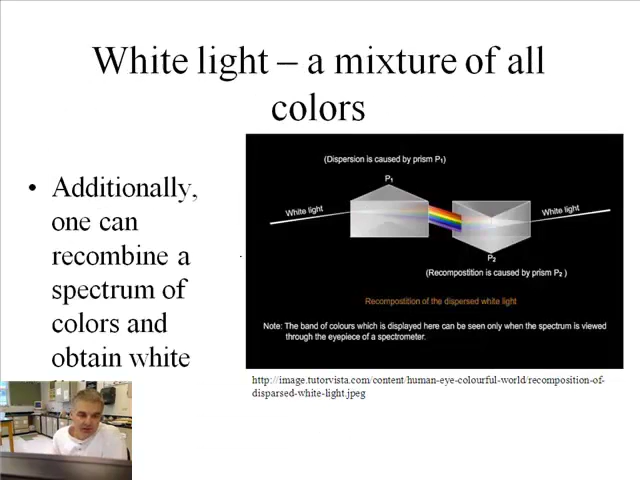 White light – a mixture of all
colors
• Additionally,
one can
recombine a
spectrum of
colors and
obtain white
(Dispersion is caused by prism P₁)
P₁
White light
White light
P₂
(Recompostition is caused by prism P₂ )
Recompostition of the dispersed white light
Note: The band of colours which is displayed here can be seen only when the spectrum is viewed
through the eyepiece of a spectrometer.
http://image.tutorvista.com/content/human-eye-colourful-world/recomposition-of-
disparsed-white-light.jpeg